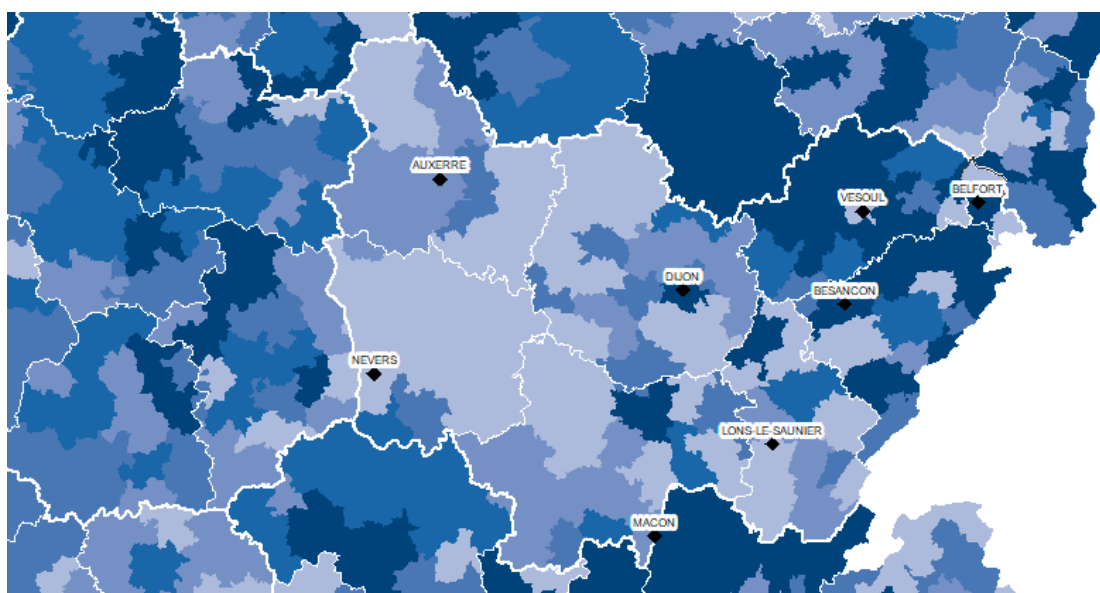 AUXERRE
BELFORT
VESOUL
DIJON
BESANCON
NEVERS
LONS-LE-SAUNIER
MACON